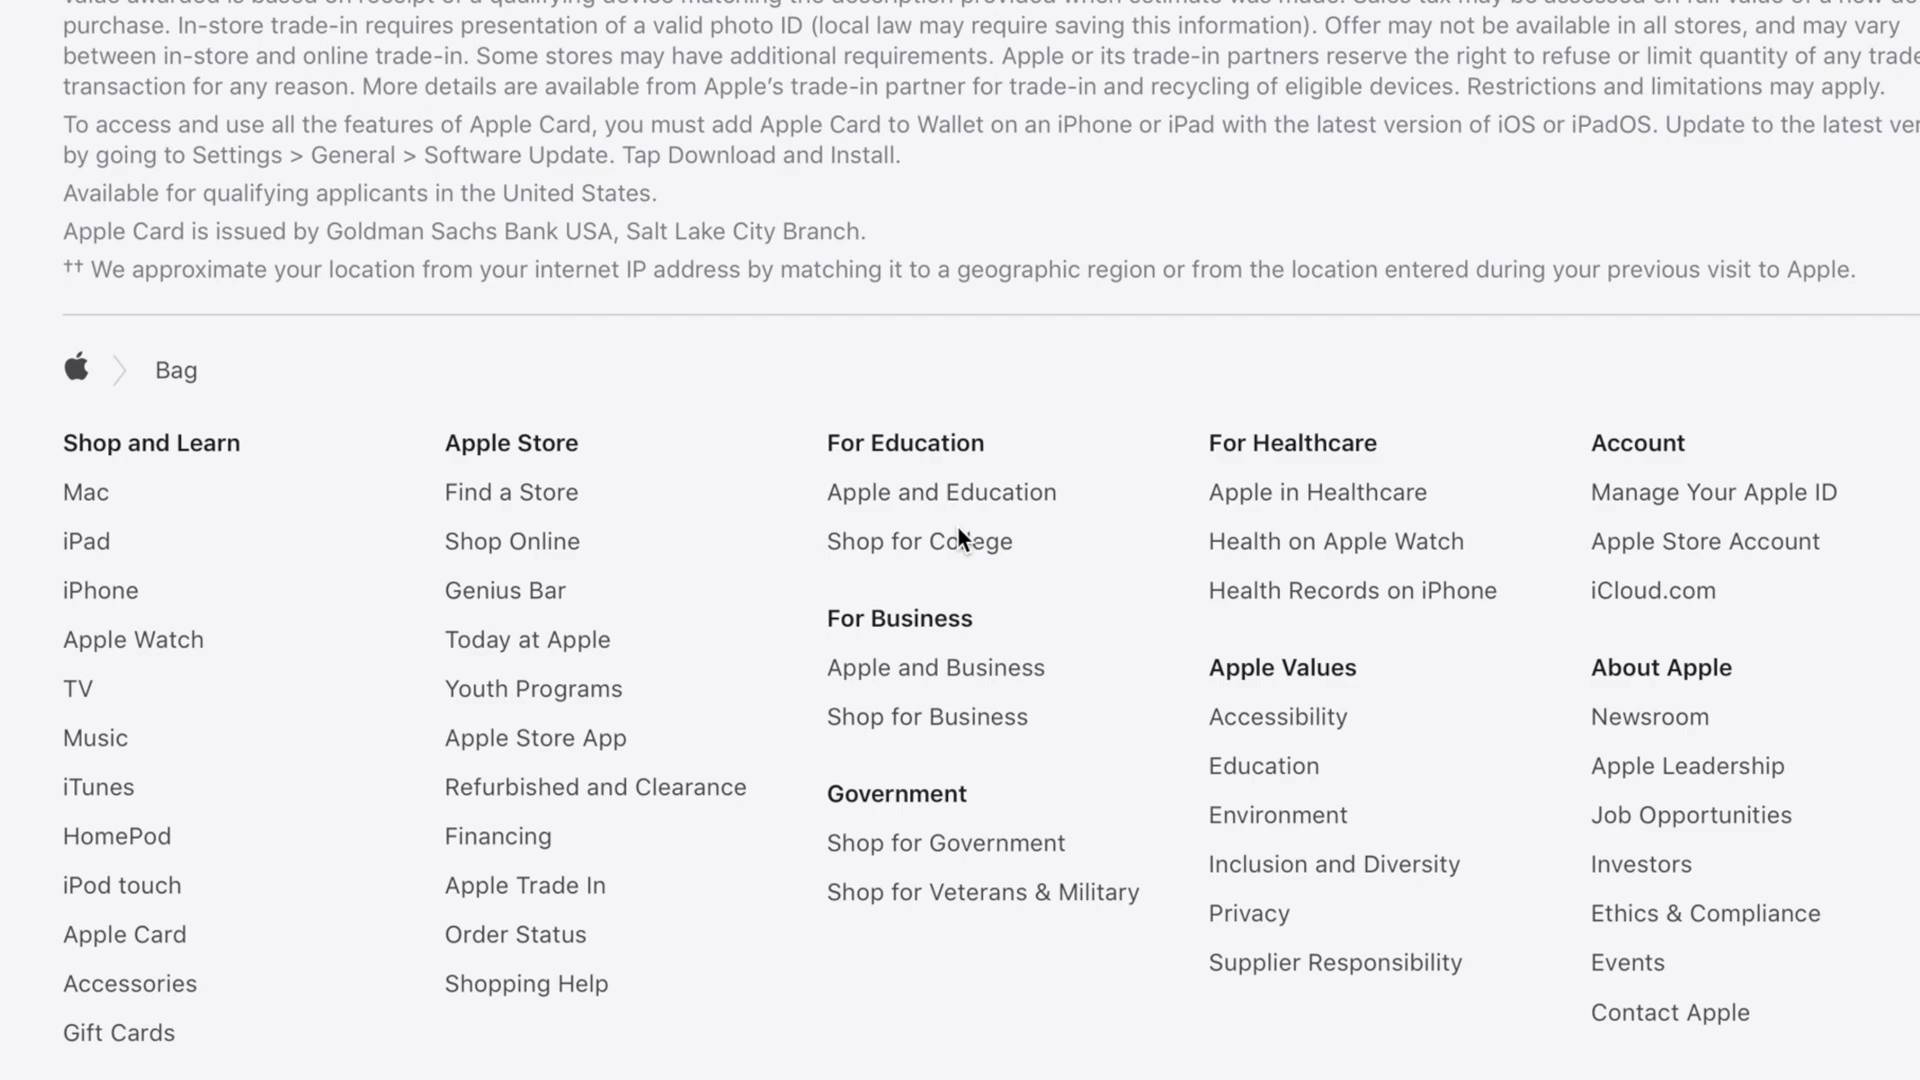 purchase. In-store trade-in requires presentation of a valid photo ID (local law may require saving this information). Offer may not be available in all stores, and may vary
between in-store and online trade-in. Some stores may have additional requirements. Apple or its trade-in partners reserve the right to refuse or limit quantity of any trade
transaction for any reason. More details are available from Apple’s trade-in partner for trade-in and recycling of eligible devices. Restrictions and limitations may apply.
To access and use all the features of Apple Card, you must add Apple Card to Wallet on an iPhone or iPad with the latest version of iOS or iPadOS. Update to the latest
by going to Settings > General > Software Update. Tap Download and Install.
Available for qualifying applicants in the United States.
Apple Card is issued by Goldman Sachs Bank USA, Salt Lake City Branch.
†† We approximate your location from your internet IP address by matching it to a geographic region or from the location entered during your previous visit to Apple.
Bag
Shop and Learn
Mac
iPad
iPhone
Apple Watch
TV
Music
iTunes
HomePod
iPod touch
Apple Card
Accessories
Gift Cards
Apple Store
Find a Store
Shop Online
Genius Bar
Today at Apple
Youth Programs
Apple Store App
Refurbished and Clearance
Financing
Apple Trade In
Order Status
Shopping Help
For Education
Apple and Education
Shop for College
For Business
Apple and Business
Shop for Business
Government
Shop for Government
Shop for Veterans & Military
For Healthcare
Apple in Healthcare
Health on Apple Watch
Health Records on iPhone
Apple Values
Accessibility
Education
Environment
Inclusion and Diversity
Privacy
Supplier Responsibility
Account
Manage Your Apple ID
Apple Store Account
iCloud.com
About Apple
Newsroom
Apple Leadership
Job Opportunities
Investors
Ethics & Compliance
Events
Contact Apple